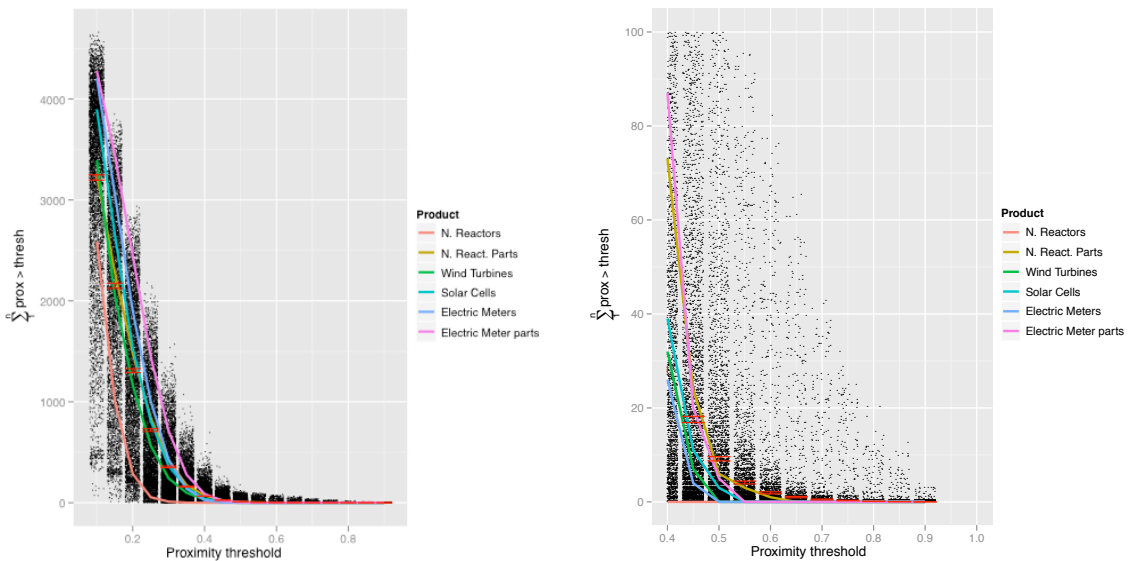 4000
3000
2000
1000
0
0.2 0.4 0.6 0.8
Proximity threshold
n ∑ 1 prox > thresh
Product
N. Reactors
N. React. Parts
Wind Turbines
Solar Cells
Electric Meters
Electric Meter parts
100
80
60
40
20
0
0.4 0.5 0.6 0.7 0.8 0.9 1.0
Proximity threshold
n ∑ 1 prox > thresh
Product
N. Reactors
N. React. Parts
Wind Turbines
Solar Cells
Electric Meters
Electric Meter parts